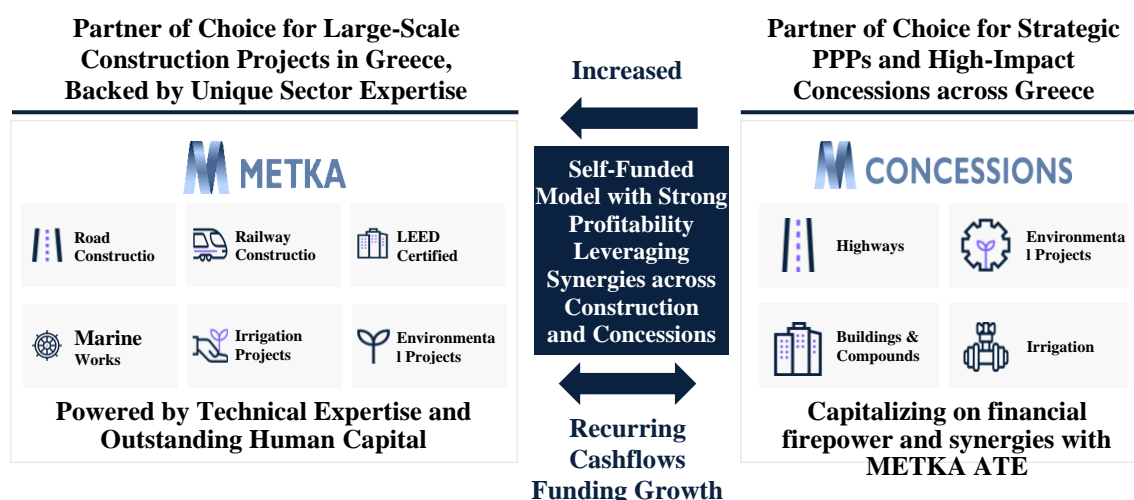 Partner of Choice for Large-Scale
Construction Projects in Greece,
Backed by Unique Sector Expertise
METKA
Road
Constructio
Railway
Constructio
LEED
Certified
Marine
Works
Irrigation
Projects
Environmenta
l Projects
Powered by Technical Expertise and
Outstanding Human Capital
Increased
Self-Funded
Model with Strong
Profitability
Leveraging
Synergies across
Construction
and Concessions
Recurring
Cashflows
Funding Growth
Partner of Choice for Strategic
PPPs and High-Impact
Concessions across Greece
CONCESSIONS
Highways
Environmenta
l Projects
Buildings &
Compounds
Irrigation
Capitalizing on financial
firepower and synergies with
METKA ATE